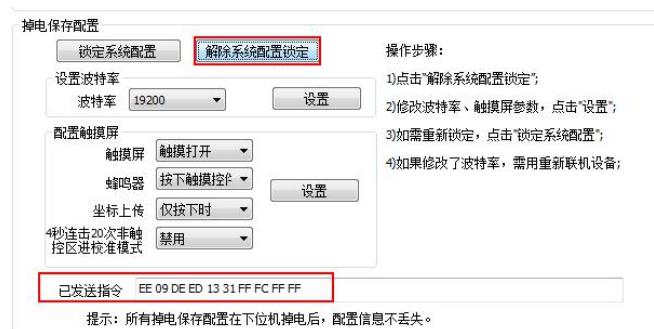 掉电保存配置
锁定系统配置 解除系统配置锁定 操作步骤：
设置波特率 1)点击"解除系统配置锁定";
波特率 19200 设置 2)修改波特率、触摸屏参数，点击"设置";
配置触摸屏 3)如需重新锁定，点击"锁定系统配置";
触摸屏 触摸打开 4)如果修改了波特率，需用重新联机设备;
蜂鸣器 按下触摸控件 设置
坐标上传 仅按下时
4秒连击20次非触
控区进校准模式 禁用
已发送指令 EE 09 DE ED 13 31 FF FC FF FF
提示：所有掉电保存配置在下位机掉电后，配置信息不丢失。